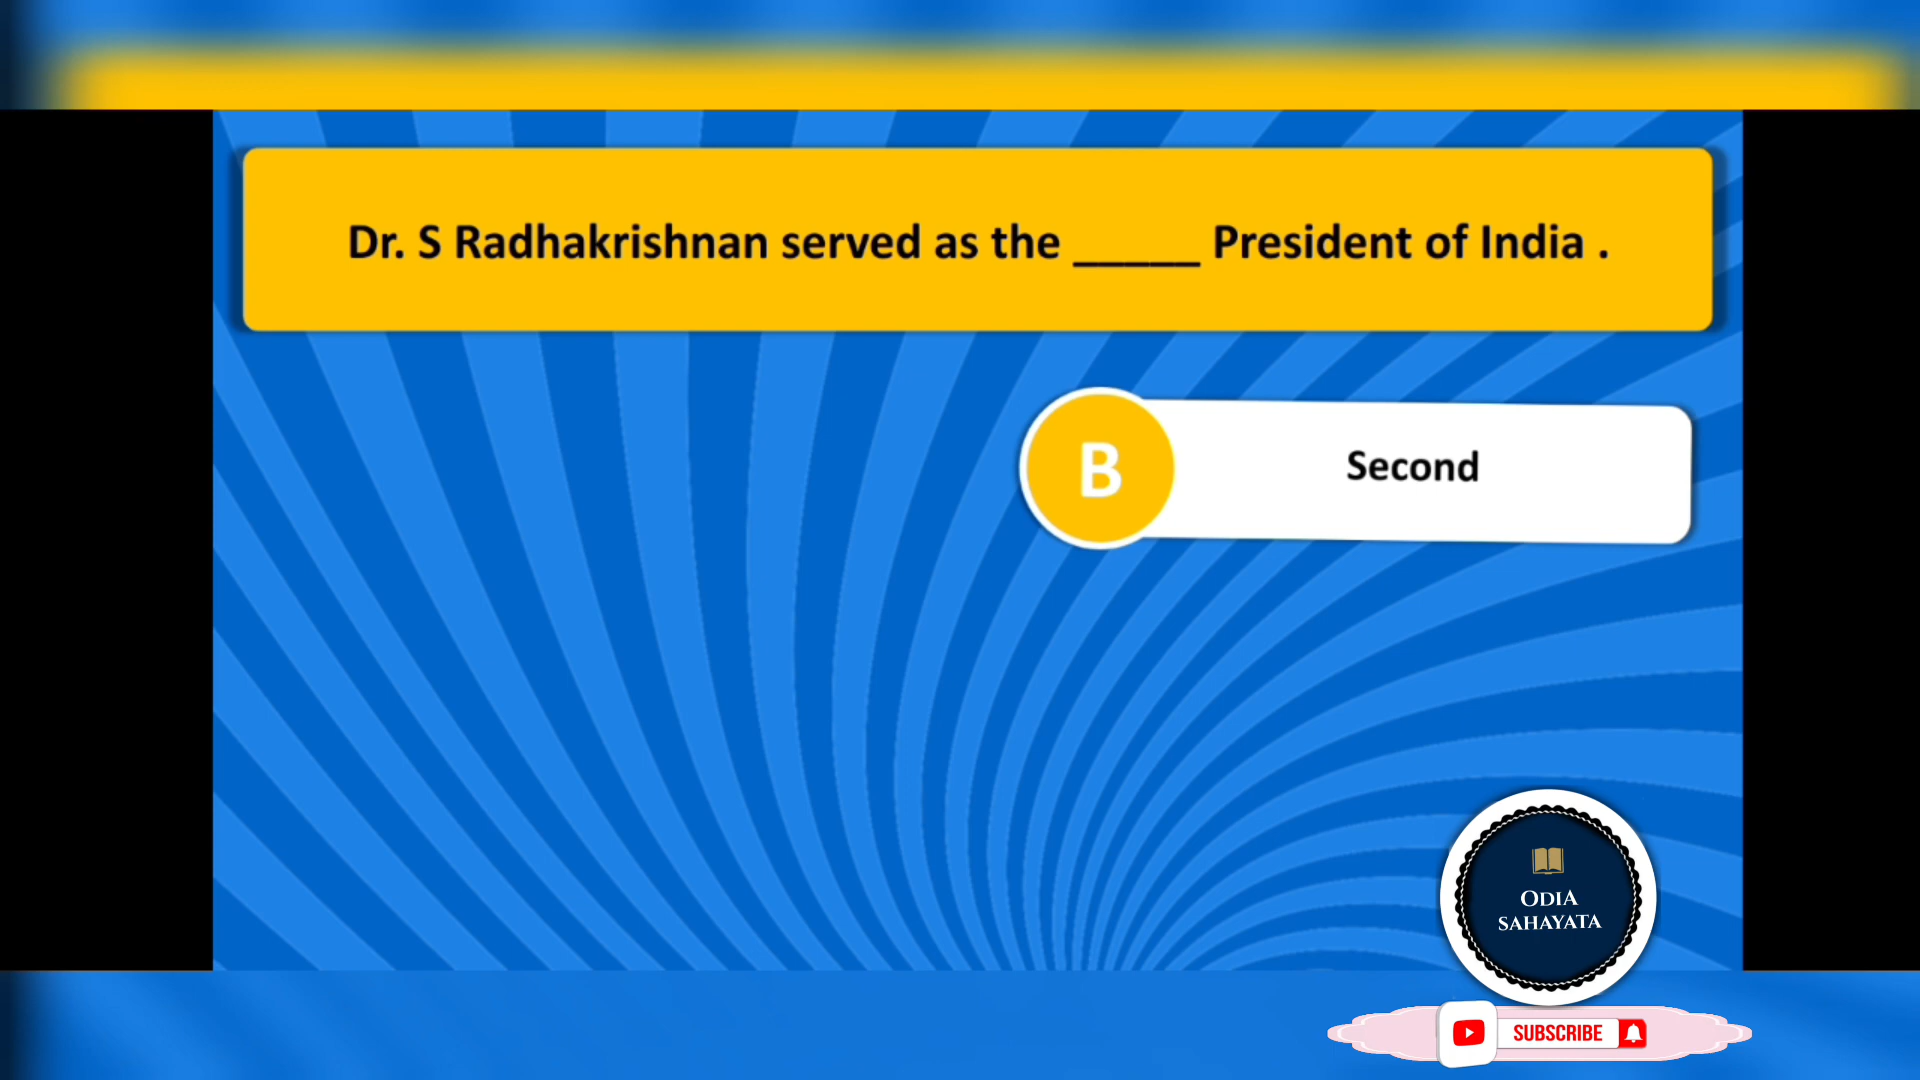 Dr. S Radhakrishnan served as the _____ President of India .
B
Second
ODIA
SAHAYATA
SUBSCRIBE